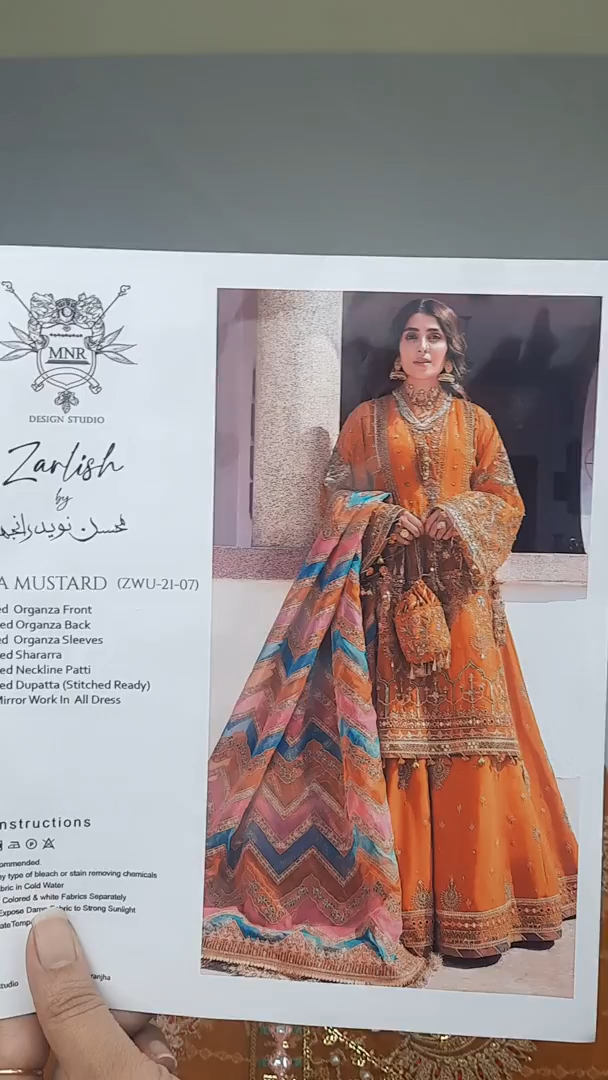 MNR
DESIGN STUDIO
Zarlish
by
محسن نوید رانجھا
A MUSTARD (ZWU-21-07)
ed Organza Front
ed Organza Back
ed Organza Sleeves
ed Shararra
ed Neckline Patti
ed Dupatta (Stitched Ready)
Mirror Work In All Dress
nstructions
ommended.
ny type of bleach or stain removing chemicals
bric in Cold Water
Colored & white Fabrics Separately
Expose Damp Fabric to Strong Sunlight
ate Temp
tudio
ranjha